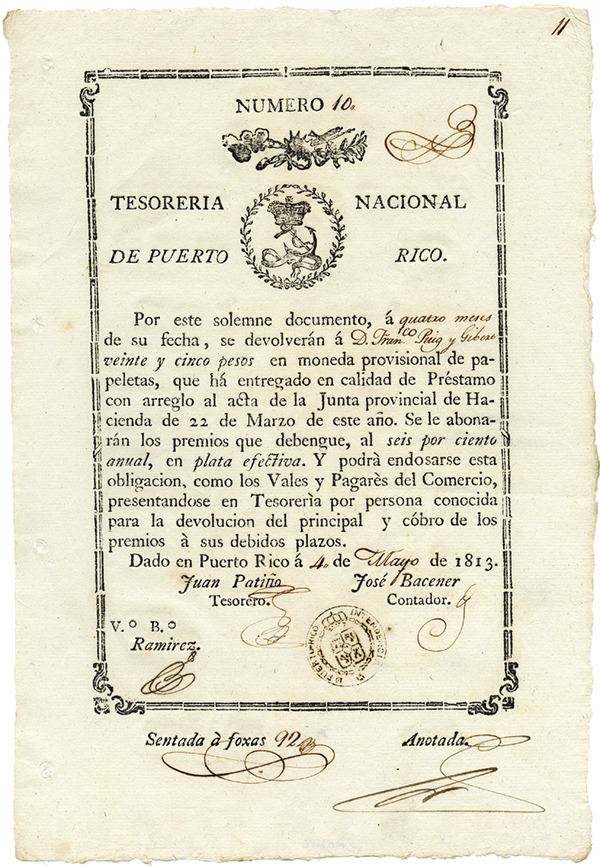 11
NUMERO 10.
TESORERIA NACIONAL
DE PUERTO RICO.
Por este solemne documento, á quatro meses
de su fecha, se devolverán á D. Fran.co Puig y
veinte y cinco pesos en moneda provisional de pa-
peletas, que há entregado en calidad de Préstamo
con arreglo al acta de la Junta provincial de Ha-
cienda de 22 de Marzo de este año. Se le abona-
rán los premios que debengue, al seis por ciento
anual, en plata efectiva. Y podrà endosarse esta
obligacion, como los Vales y Pagarès del Comercio,
presentandose en Tesorerìa por persona conocida
para la devolucion del principal y cóbro de los
premios à sus debidos plazos.
Dado en Puerto Rico á 4. de Mayo de 1813.
Juan Patiño José Bacener
Tesorero. Contador.
V.º B.º
Ramirez.
Sentada à foxas 92 Anotada.